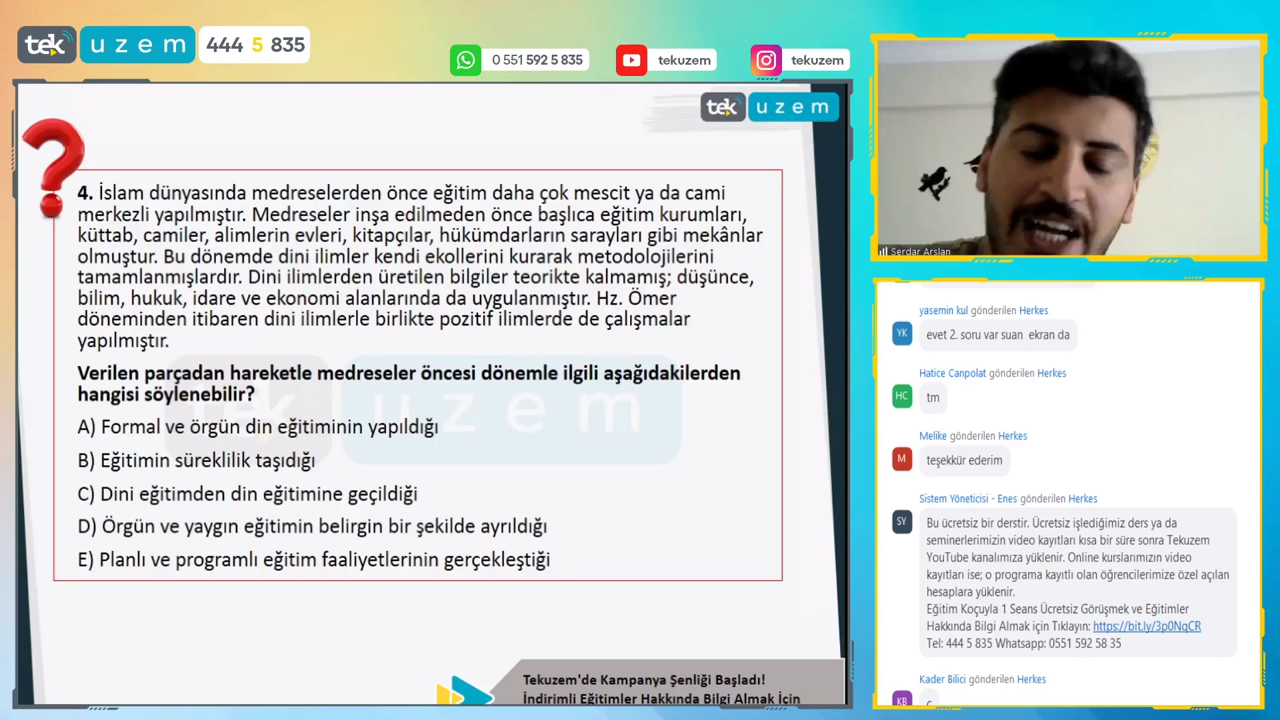 tek uzem 444 5 835
0 551 592 5 835
tekuzem
tekuzem
tek uzem
4. İslam dünyasında medreselerden önce eğitim daha çok mescit ya da cami
merkezli yapılmıştır. Medreseler inşa edilmeden önce başlıca eğitim kurumları,
küttab, camiler, alimlerin evleri, kitapçılar, hükümdarların sarayları gibi mekânlar
olmuştur. Bu dönemde dini ilimler kendi ekollerini kurarak metodolojilerini
tamamlanmışlardır. Dini ilimlerden üretilen bilgiler teorikte kalmamış; düşünce,
bilim, hukuk, idare ve ekonomi alanlarında da uygulanmıştır. Hz. Ömer
döneminden itibaren dini ilimlerle birlikte pozitif ilimlerde de çalışmalar
yapılmıştır.
Verilen parçadan hareketle medreseler öncesi dönemle ilgili aşağıdakilerden
hangisi söylenebilir?
A) Formal ve örgün din eğitiminin yapıldığı
B) Eğitimin süreklilik taşıdığı
C) Dini eğitimden din eğitimine geçildiği
D) Örgün ve yaygın eğitimin belirgin bir şekilde ayrıldığı
E) Planlı ve programlı eğitim faaliyetlerinin gerçekleştiği
tek uzem
Tekuzem'de Kampanya Şenliği Başladı!
İndirimli Eğitimler Hakkında Bilgi Almak İçin
Serdar Arslan
yasemin kul gönderilen Herkes
YK
evet 2. soru var suan ekran da
Hatice Canpolat gönderilen Herkes
HC
tm
Melike gönderilen Herkes
M
teşekkür ederim
Sistem Yöneticisi - Enes gönderilen Herkes
SY
Bu ücretsiz bir derstir. Ücretsiz işlediğimiz ders ya da
seminerlerimizin video kayıtları kısa bir süre sonra Tekuzem
YouTube kanalımıza yüklenir. Online kurslarımızın video
kayıtları ise; o programa kayıtlı olan öğrencilerimize özel açılan
hesaplara yüklenir.
Eğitim Koçuyla 1 Seans Ücretsiz Görüşmek ve Eğitimler
Hakkında Bilgi Almak için Tıklayın: https://bit.ly/3p0NqCR
Tel: 444 5 835 Whatsapp: 0551 592 58 35
Kader Bilici gönderilen Herkes
KB